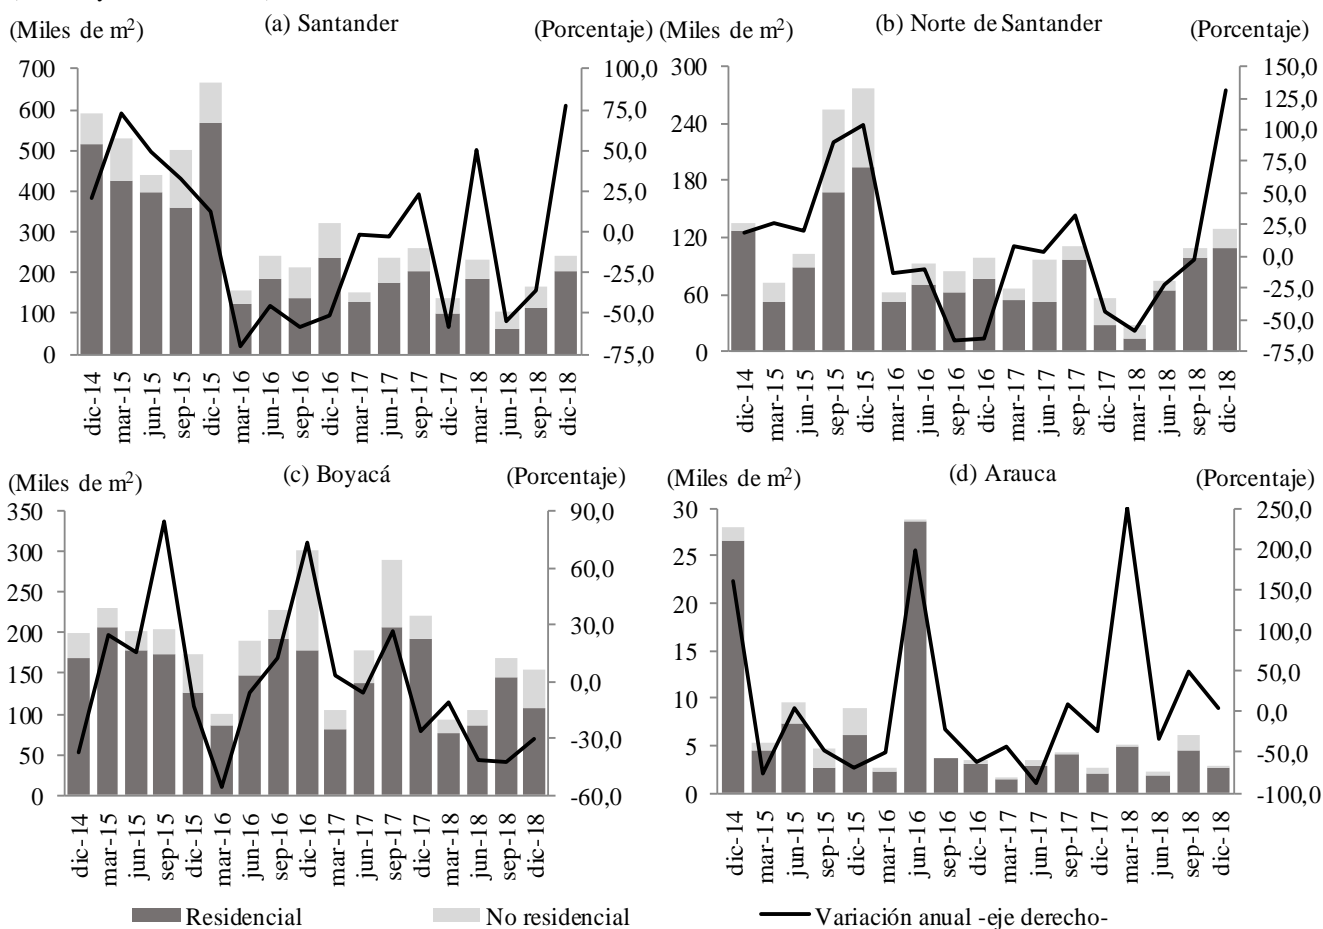 (Miles de m²) (a) Santander (Porcentaje)
700 600 500 400 300 200 100 0
100,0 75,0 50,0 25,0 0,0 -25,0 -50,0 -75,0
dic-14 mar-15 jun-15 sep-15 dic-15 mar-16 jun-16 sep-16 dic-16 mar-17 jun-17 sep-17 dic-17 mar-18 jun-18 sep-18 dic-18
(Miles de m²) (b) Norte de Santander (Porcentaje)
300 240 180 120 60 0
150,0 125,0 100,0 75,0 50,0 25,0 0,0 -25,0 -50,0 -75,0
dic-14 mar-15 jun-15 sep-15 dic-15 mar-16 jun-16 sep-16 dic-16 mar-17 jun-17 sep-17 dic-17 mar-18 jun-18 sep-18 dic-18
(Miles de m²) (c) Boyacá (Porcentaje)
350 300 250 200 150 100 50 0
90,0 60,0 30,0 0,0 -30,0 -60,0
dic-14 mar-15 jun-15 sep-15 dic-15 mar-16 jun-16 sep-16 dic-16 mar-17 jun-17 sep-17 dic-17 mar-18 jun-18 sep-18 dic-18
(Miles de m²) (d) Arauca (Porcentaje)
30 25 20 15 10 5 0
250,0 200,0 150,0 100,0 50,0 0,0 -50,0 -100,0
dic-14 mar-15 jun-15 sep-15 dic-15 mar-16 jun-16 sep-16 dic-16 mar-17 jun-17 sep-17 dic-17 mar-18 jun-18 sep-18 dic-18
Residencial No residencial Variación anual -eje derecho-